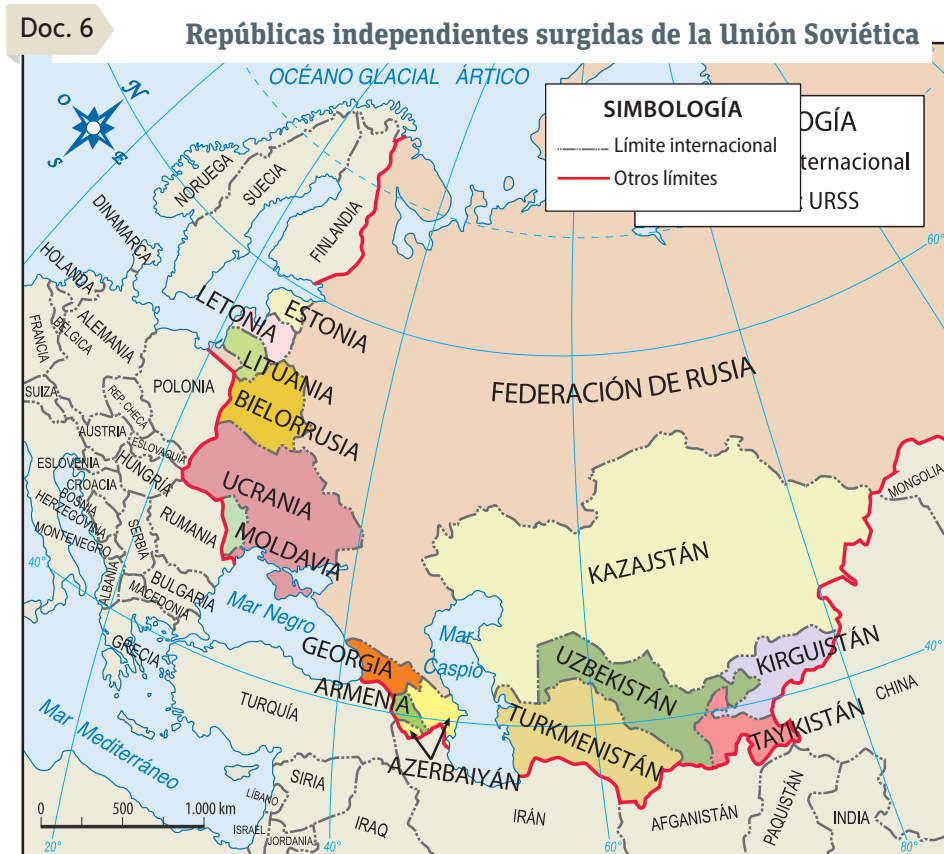 Doc. 6
Repúblicas independientes surgidas de la Unión Soviética
OCÉANO GLACIAL ÁRTICO
N
O
S
E
SIMBOLOGÍA
Límite internacional
Otros límites
OGÍA
nternacional
URSS
NORUEGA
SUECIA
FINLANDIA
60°
DINAMARCA
HOLANDA
LETONIA
ESTONIA
FRANCIA
BÉLGICA
ALEMANIA
LITUANIA
FEDERACIÓN DE RUSIA
SUIZA
POLONIA
REP. CHECA
BIELORRUSIA
AUSTRIA
ESLOVAQUIA
ESLOVENIA
HUNGRÍA
CROACIA
UCRANIA
MONGOLIA
BOSNIA
HERZEGOVINA
RUMANIA
MOLDAVIA
MONTENEGRO
SERBIA
KAZAJSTÁN
40°
ALBANIA
BULGARIA
MACEDONIA
Mar Negro
GRECIA
GEORGIA
Mar
Caspio
UZBEKISTÁN
KIRGUISTÁN
40°
ARMENIA
CHINA
TURQUÍA
TURKMENISTÁN
TAYIKISTÁN
Mar Mediterráneo
AZERBAIYÁN
SIRIA
LÍBANO
0 500 1.000 km
ISRAEL
JORDANIA
IRAQ
IRÁN
AFGANISTÁN
PAQUISTÁN
INDIA
20°
40°
60°
80°